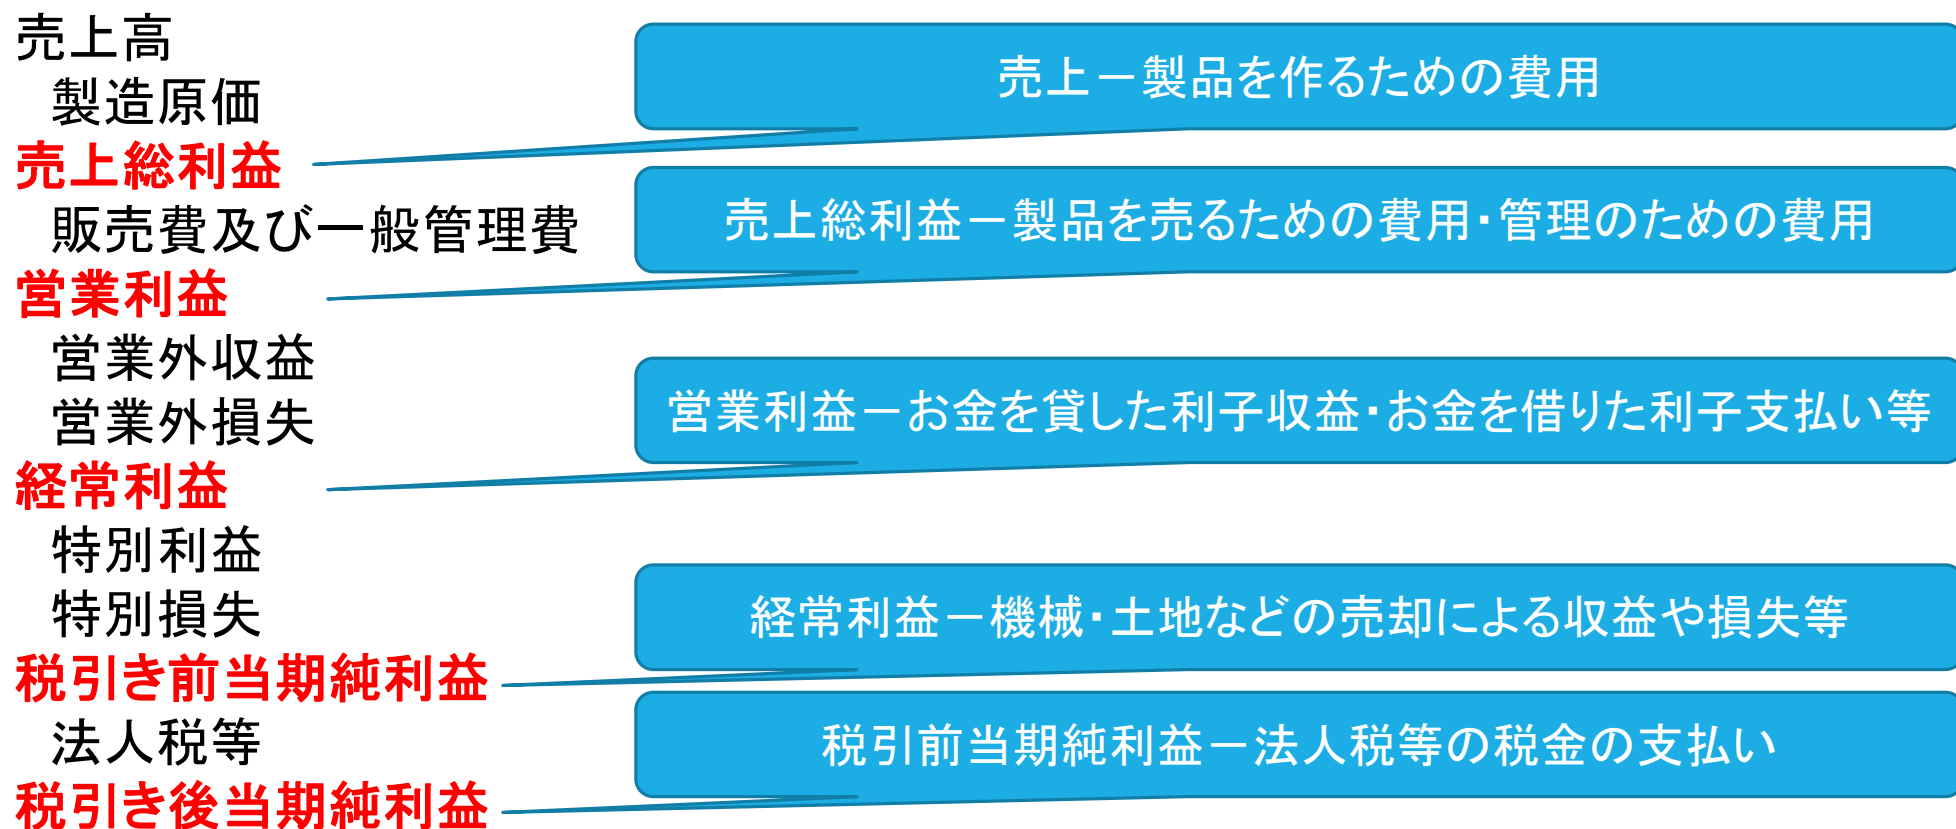 売上高
製造原価
売上総利益
販売費及び一般管理費
営業利益
営業外収益
営業外損失
経常利益
特別利益
特別損失
税引き前当期純利益
法人税等
税引き後当期純利益
売上－製品を作るための費用
売上総利益－製品を売るための費用・管理のための費用
営業利益－お金を貸した利子収益・お金を借りた利子支払い等
経常利益－機械・土地などの売却による収益や損失等
税引前当期純利益－法人税等の税金の支払い